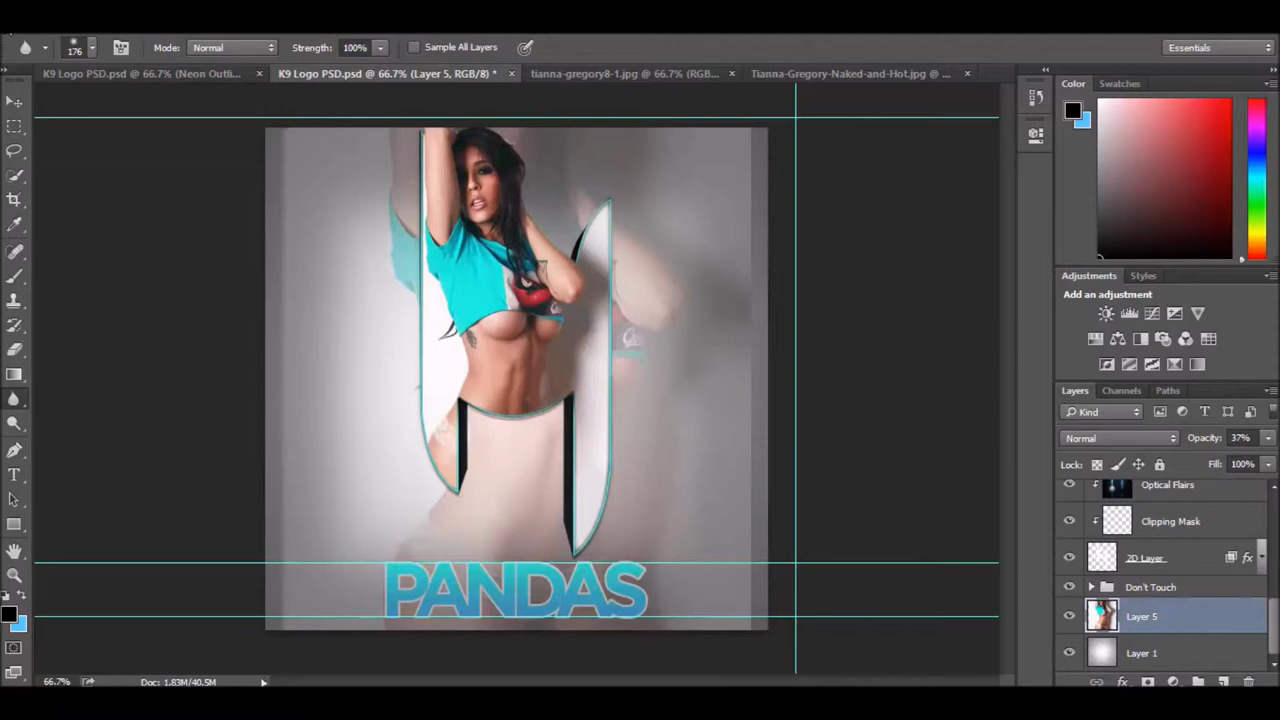 176 Mode: Normal Strength: 100% Sample All Layers Essentials
K9 Logo PSD.psd @ 66.7% (Neon Outli... × K9 Logo PSD.psd @ 66.7% (Layer 5, RGB/8) * × tianna-gregory8-1.jpg @ 66.7% (RGB... × Tianna-Gregory-Naked-and-Hot.jpg @ ... ×
Color Swatches
Adjustments Styles
Add an adjustment
Layers Channels Paths
Kind
Normal Opacity: 37%
Lock: Fill: 100%
Optical Flairs
Clipping Mask
2D Layer
fx
Don't Touch
Layer 5
Layer 1
PANDAS
66.7% Doc: 1.83M/40.5M
fx